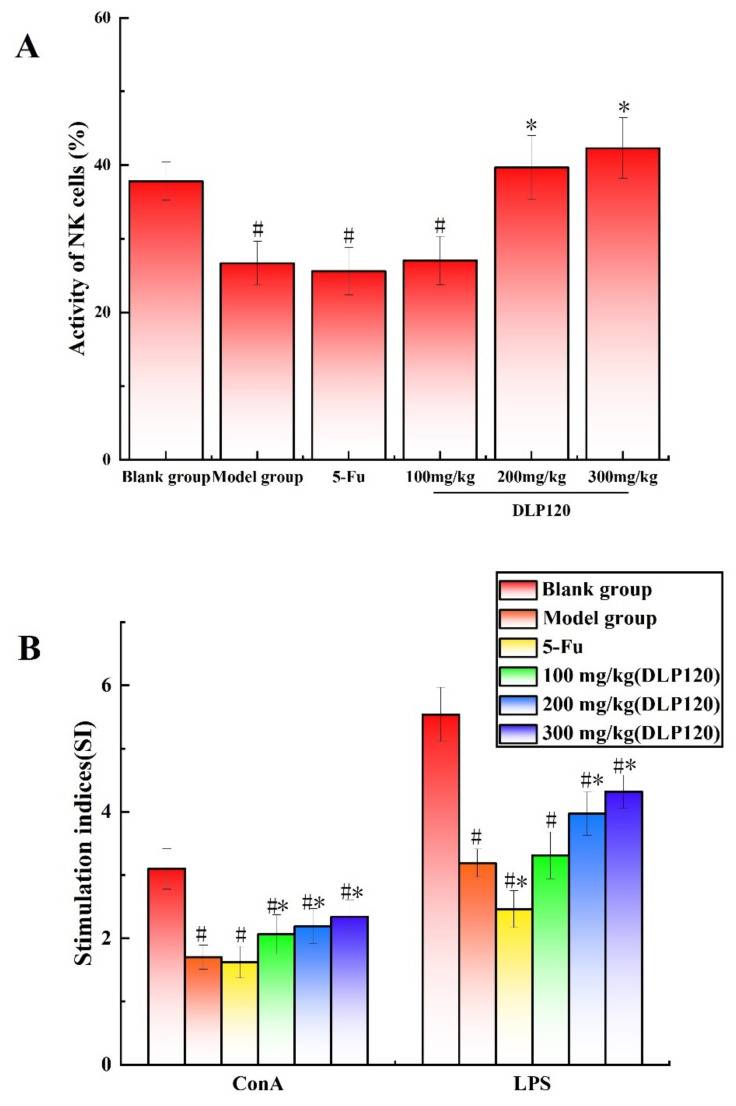 A
60
40
20
0
Activity of NK cells (%)
#
#
#
*
*
Blank group Model group 5-Fu 100mg/kg 200mg/kg 300mg/kg
DLP120
B
Blank group
Model group
5-Fu
100 mg/kg(DLP120)
200 mg/kg(DLP120)
300 mg/kg(DLP120)
6
4
2
0
Stimulation indices(SI)
# # #* #* #*
# #* # #* #*
ConA LPS